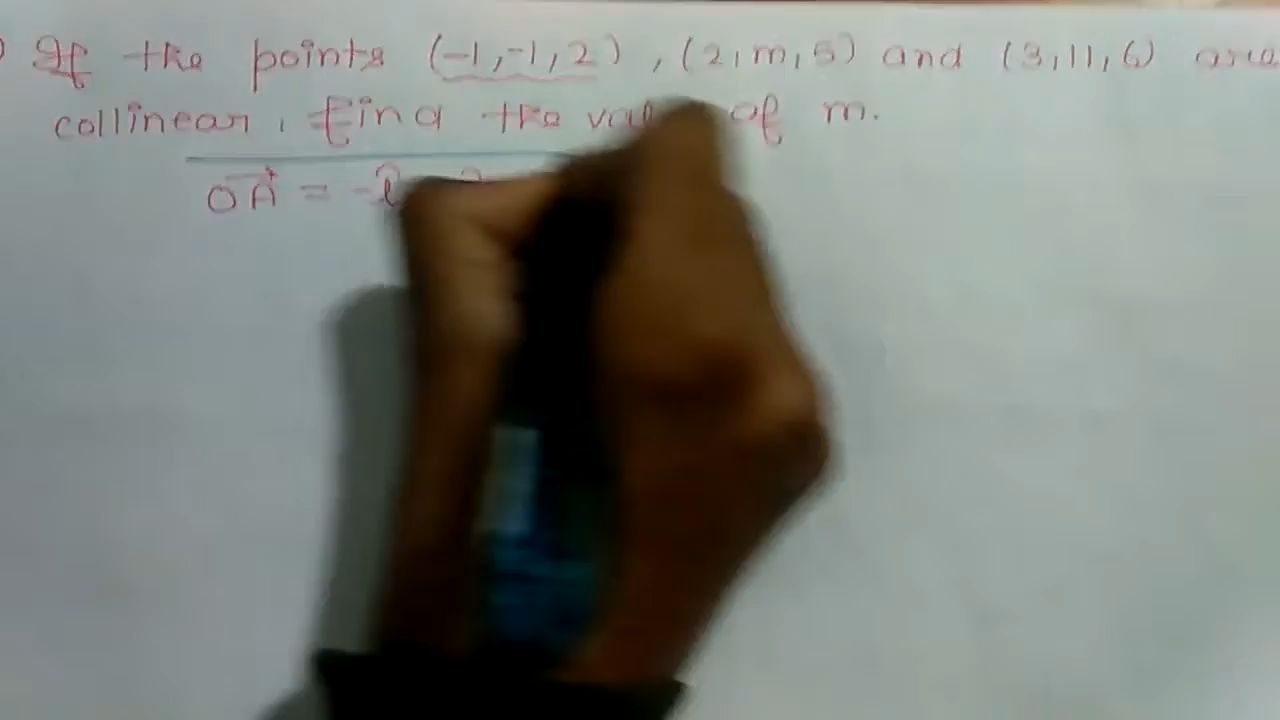 ) If the points (-1,-1,2) , (2,m,5) and (3,11,6) are
collinear, find the of m.
OA = -î